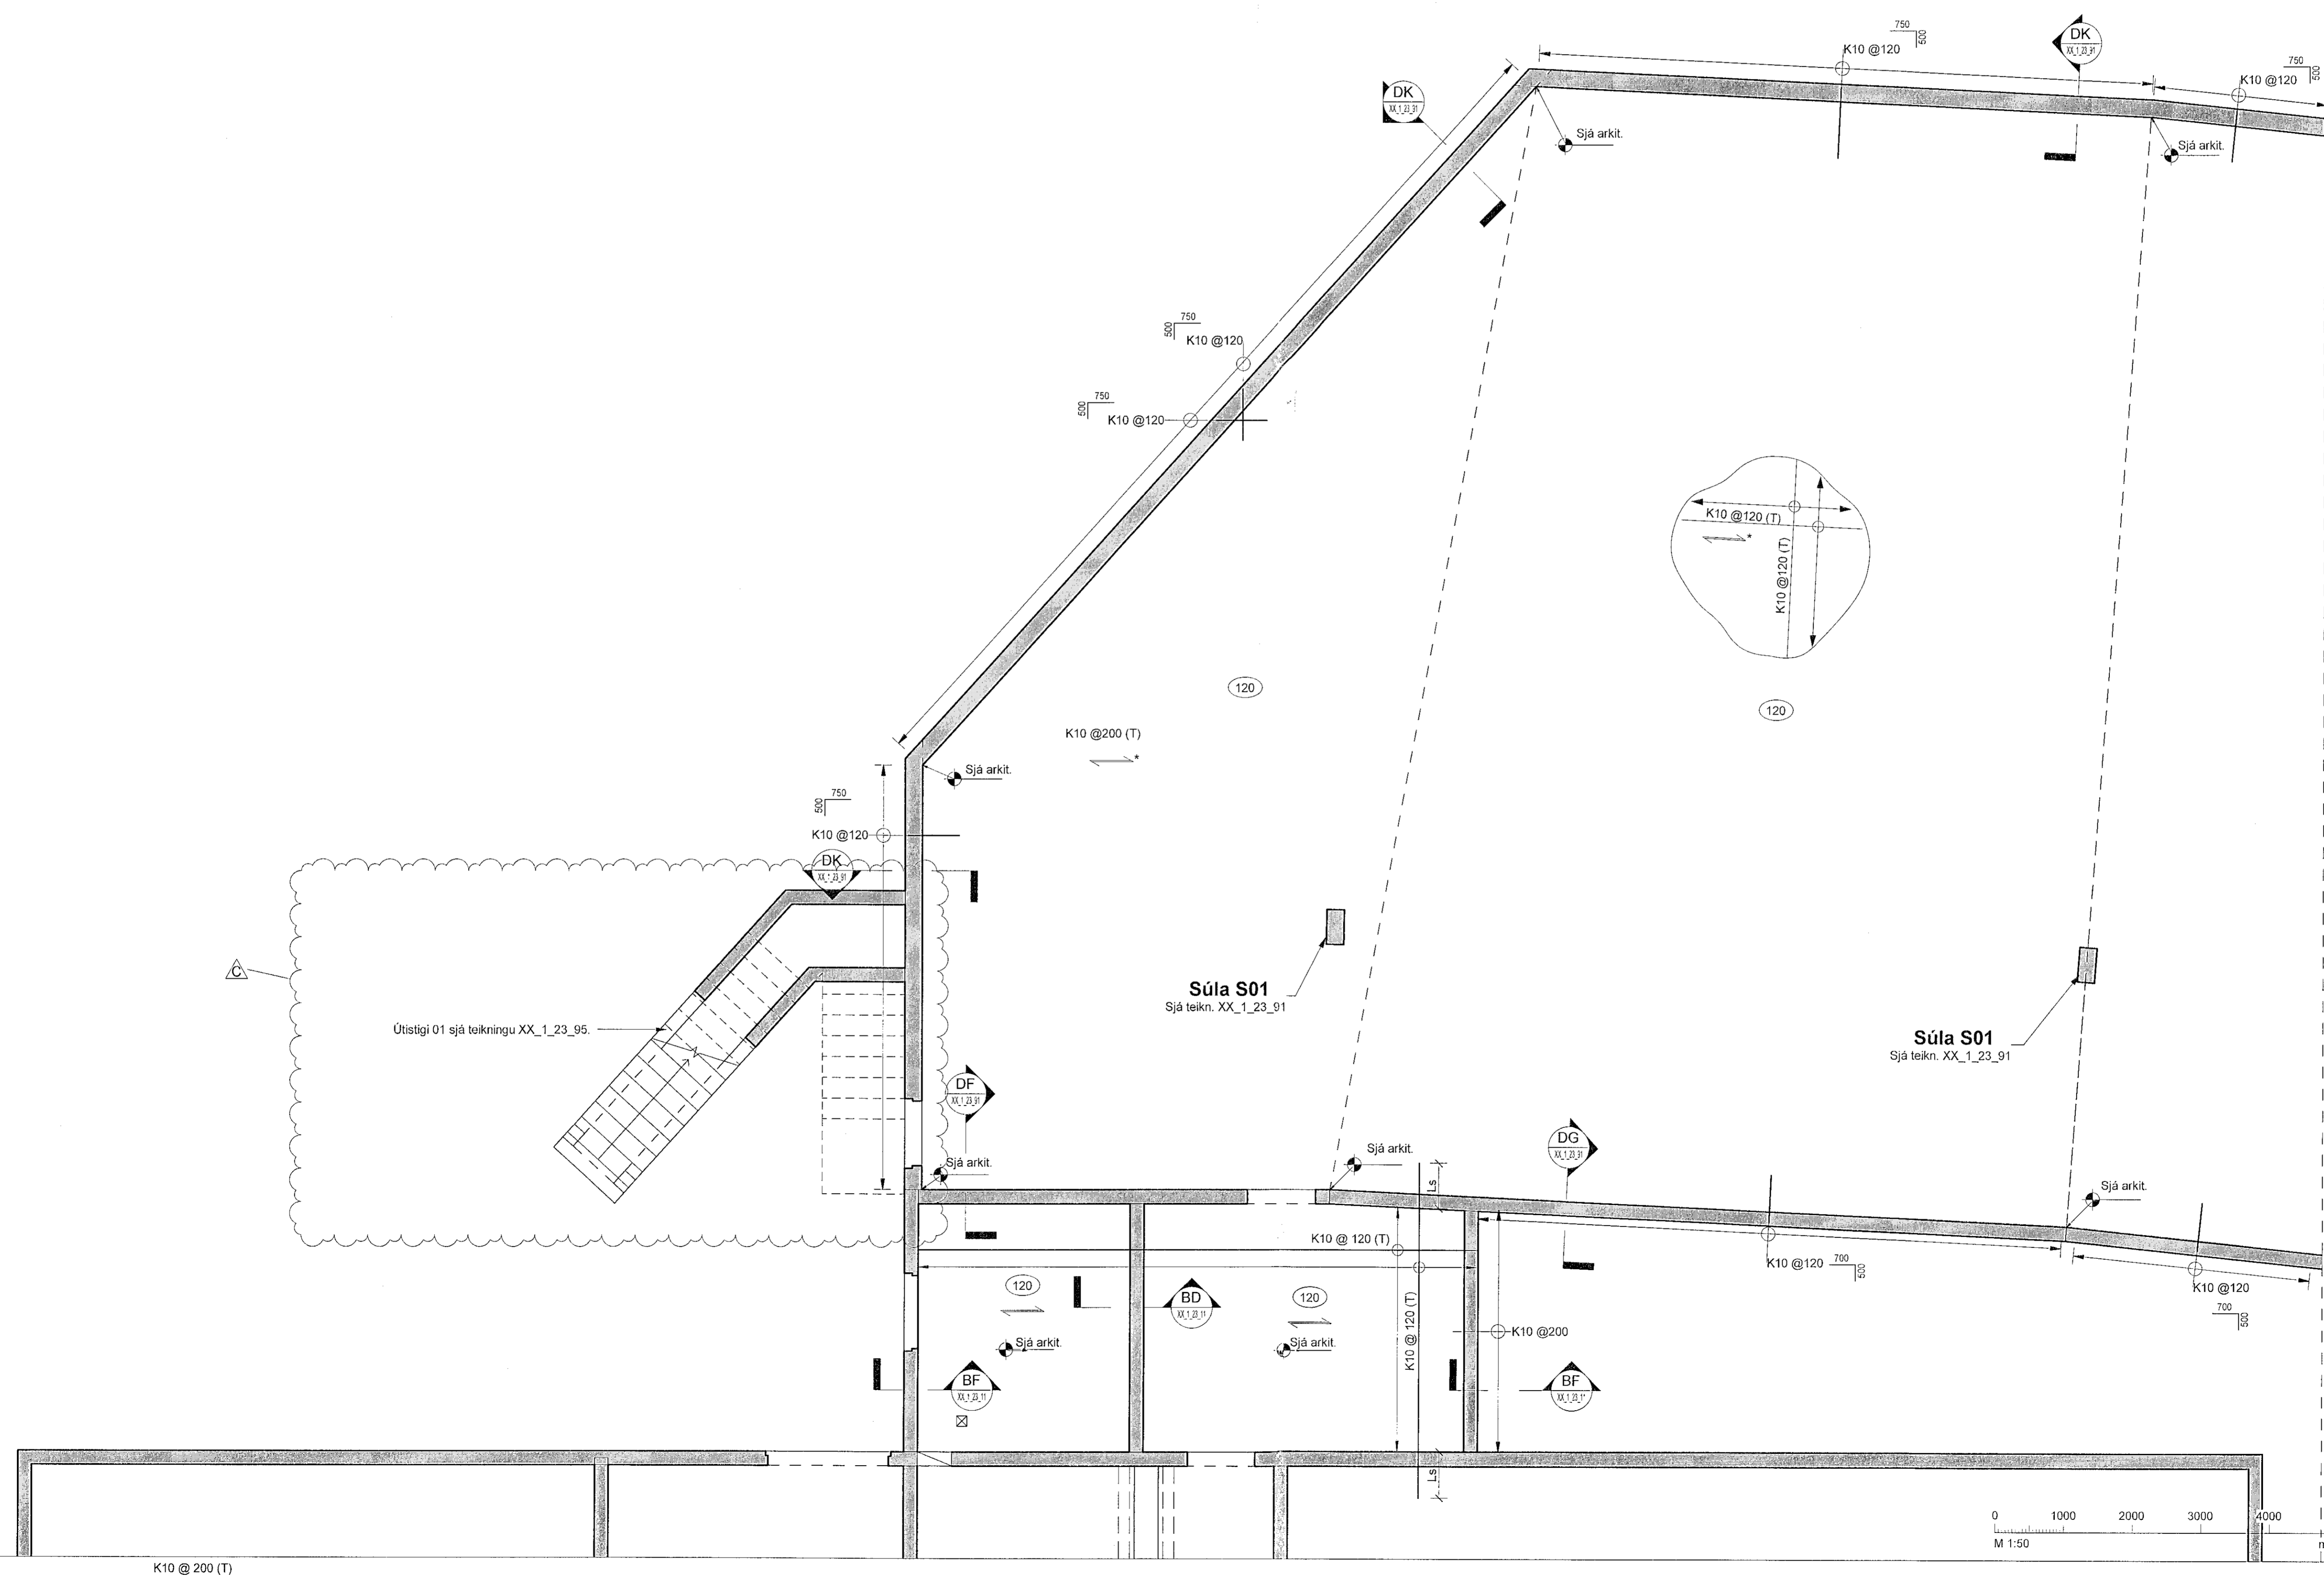 750
500
K10 @120
DK
XX_1_23_91
750
500
K10 @120
DK
XX_1_23_91
Sjá arkit.
Sjá arkit.
750
500
K10 @120
750
500
K10 @120
K10 @120 (T)
*
K10 @120 (T)
120
120
K10 @200 (T)
*
Sjá arkit.
750
500
K10 @120
DK
XX_1_23_91
C
Útistigi 01 sjá teikningu XX_1_23_95.
Súla S01
Sjá teikn. XX_1_23_91
Súla S01
Sjá teikn. XX_1_23_91
DF
XX_1_23_91
Sjá arkit.
Sjá arkit.
Ls
DG
XX_1_23_91
Sjá arkit.
K10 @ 120 (T)
K10 @120
700
500
K10 @120
700
500
120
BD
XX_1_23_11
120
K10 @ 120 (T)
K10 @200
Sjá arkit.
Sjá arkit.
BF
XX_1_23_11
BF
XX_1_23_11
Ls
0 1000 2000 3000 4000
M 1:50
K10 @ 200 (T)